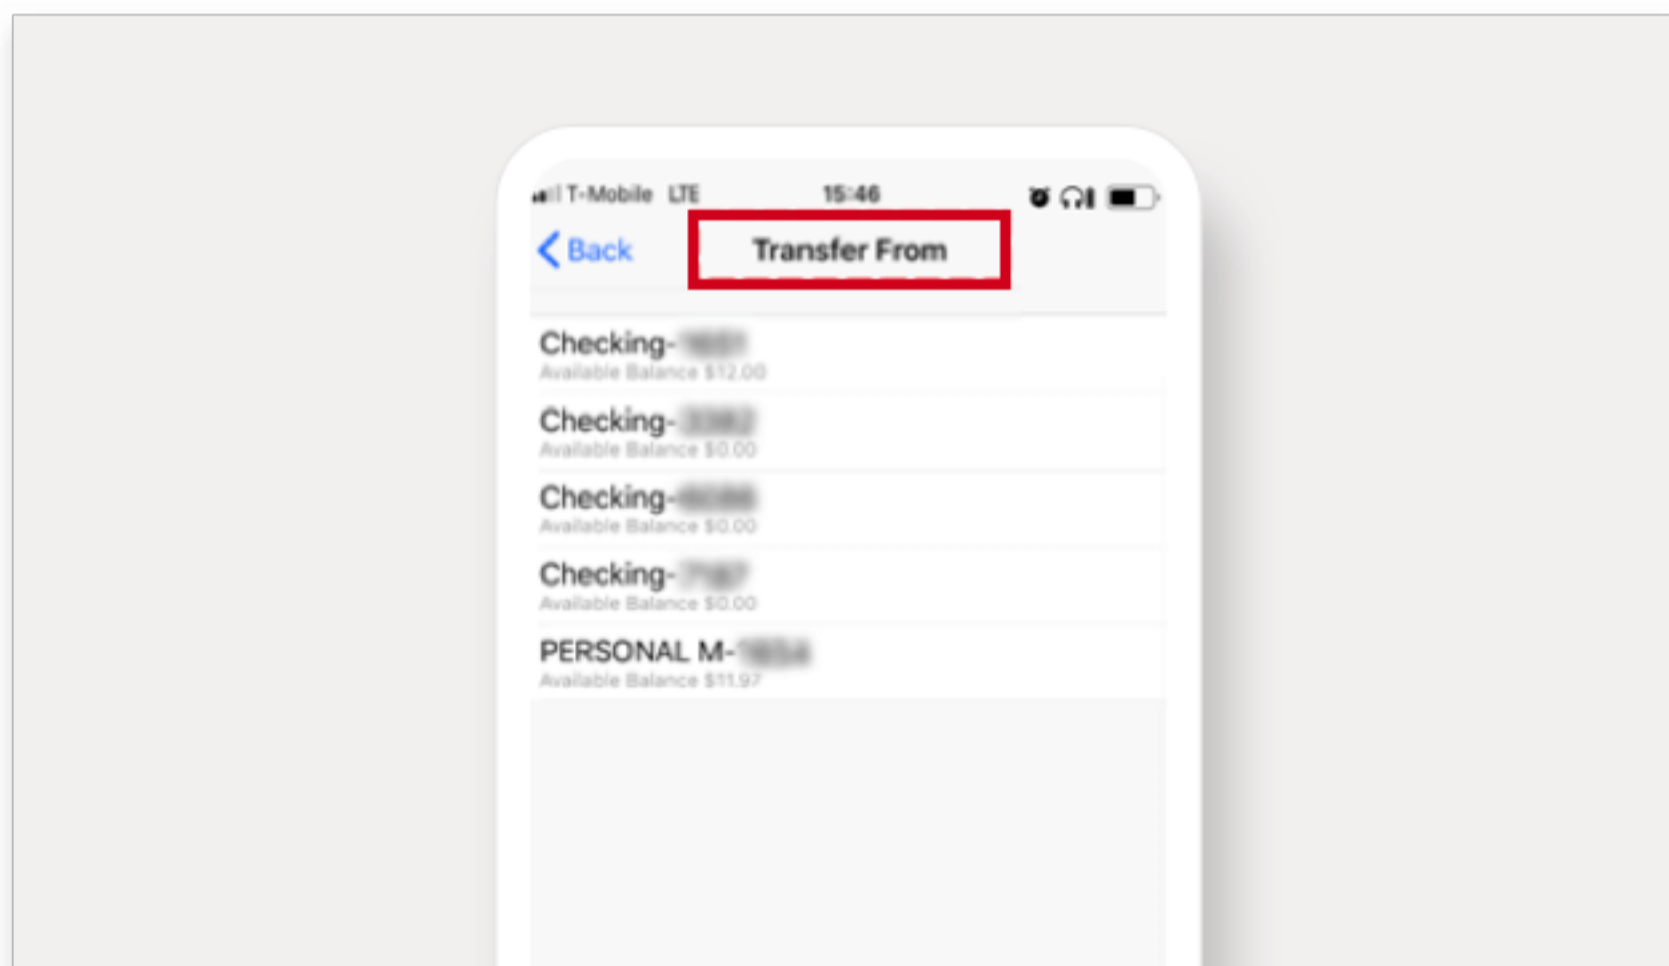 T-Mobile LTE 15:46
Back Transfer From
Checking-
Available Balance $12.00
Checking-
Available Balance $0.00
Checking-
Available Balance $0.00
Checking-
Available Balance $0.00
PERSONAL M-
Available Balance $11.97